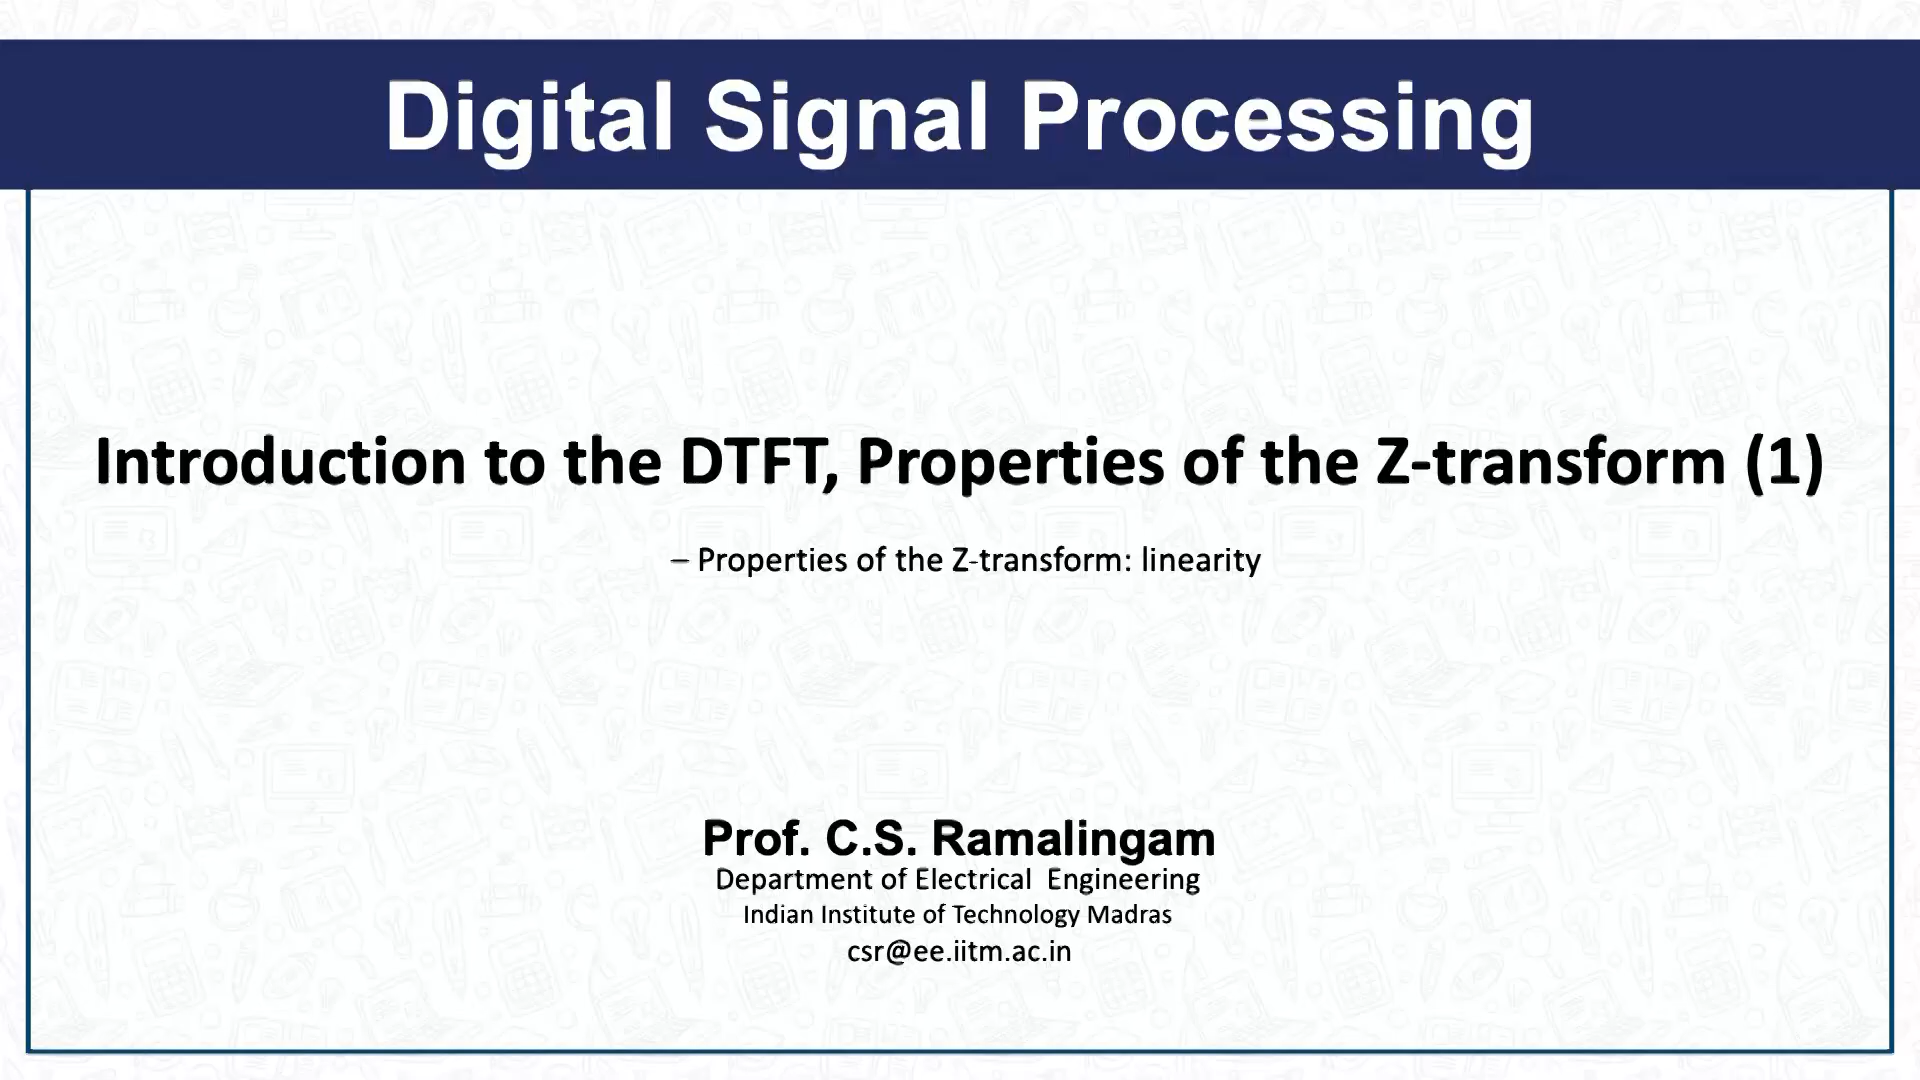 Digital Signal Processing
Introduction to the DTFT, Properties of the Z-transform (1)
– Properties of the Z-transform: linearity
Prof. C.S. Ramalingam
Department of Electrical Engineering
Indian Institute of Technology Madras
csr@ee.iitm.ac.in